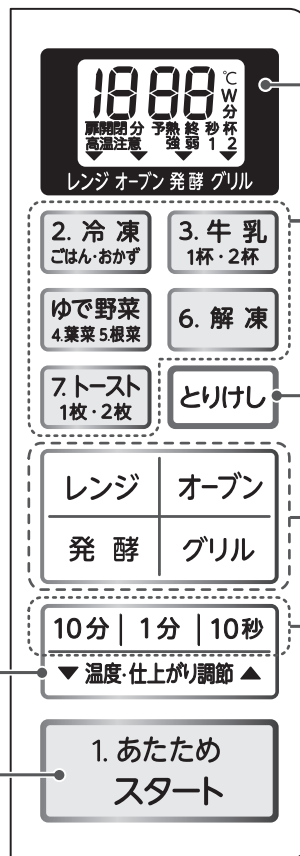 1888 ℃ W 分
扉開閉 分 予熱 終 秒 杯
高温注意 強 弱 1 2
▼ ▼ ▼ ▼
レンジ オーブン 発酵 グリル
2. 冷 凍
ごはん・おかず
3. 牛 乳
1杯・2杯
ゆで野菜
4.葉菜 5.根菜
6. 解 凍
7. トースト
1枚・2枚
とりけし
レンジ
オーブン
発 酵
グリル
10分 | 1分 | 10秒
▼ 温度・仕上がり調節 ▲
1. あたため
スタート